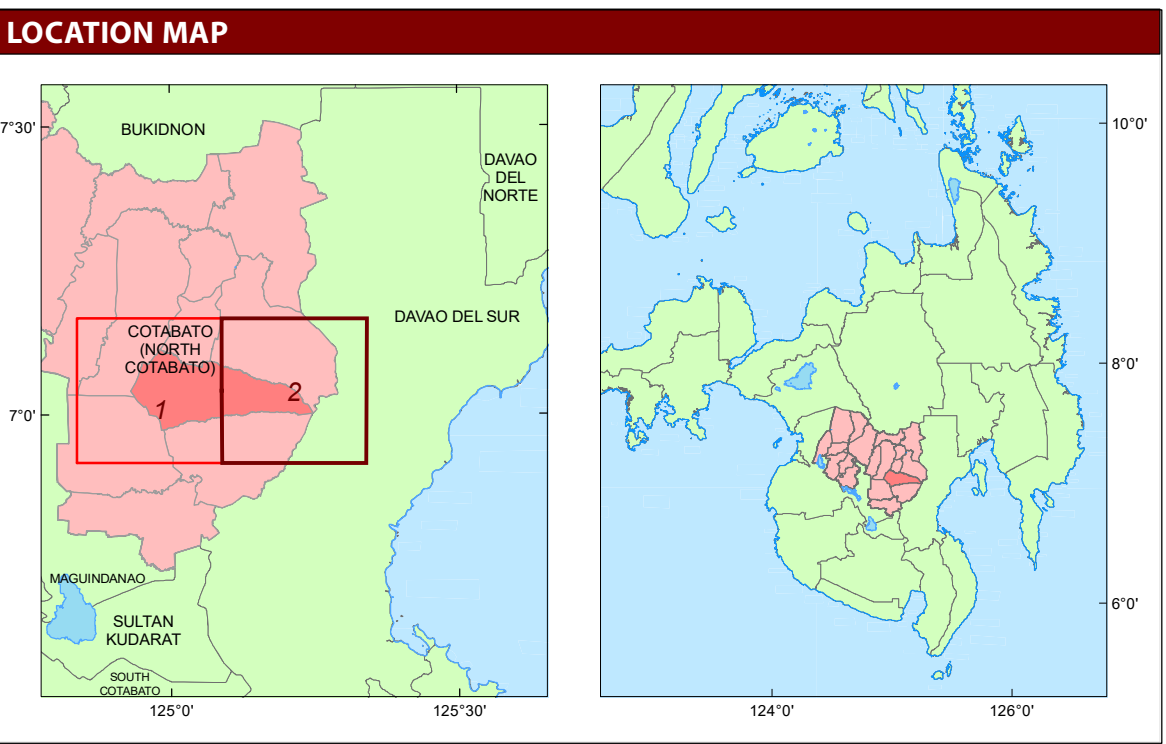 LOCATION MAP
7°30'
BUKIDNON
DAVAO
DEL
NORTE
DAVAO DEL SUR
COTABATO
(NORTH
COTABATO)
1
2
7°0'
MAGUINDANAO
SULTAN
KUDARAT
SOUTH
COTABATO
125°0'
125°30'
10°0'
8°0'
6°0'
124°0'
126°0'